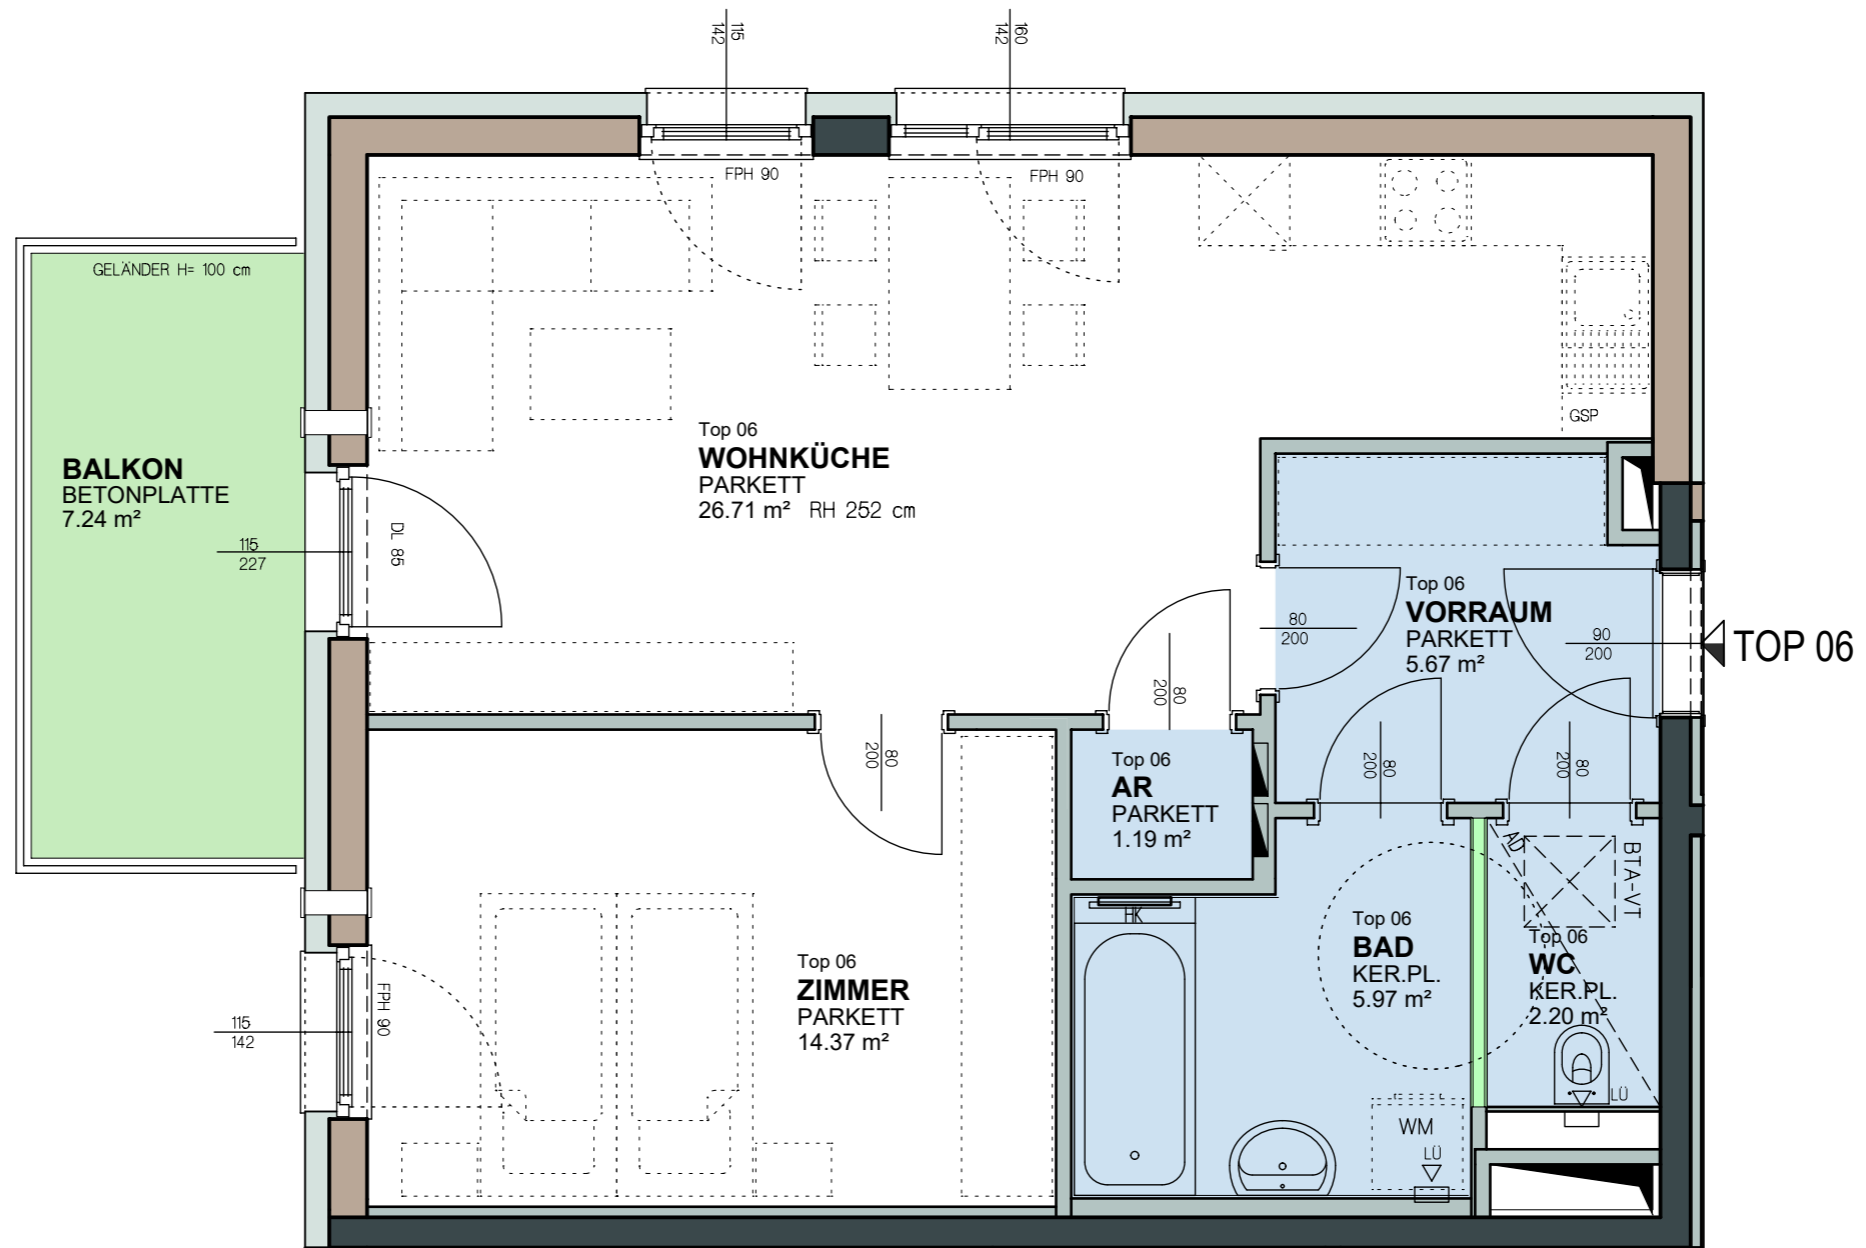 115
142
160
142
FPH 90
FPH 90
GELÄNDER H= 100 cm
GSP
Top 06
WOHNKÜCHE
PARKETT
26.71 m² RH 252 cm
BALKON
BETONPLATTE
7.24 m²
115
227
DL 85
Top 06
VORRAUM
PARKETT
5.67 m²
80
200
90
200
TOP 06
80
200
80
200
80
200
80
200
Top 06
AR
PARKETT
1.19 m²
AD
BTA-VT
HK
Top 06
BAD
KER.PL.
5.97 m²
Top 06
WC
KER.PL.
2.20 m²
Top 06
ZIMMER
PARKETT
14.37 m²
FPH 90
115
142
LÜ
WM
LÜ